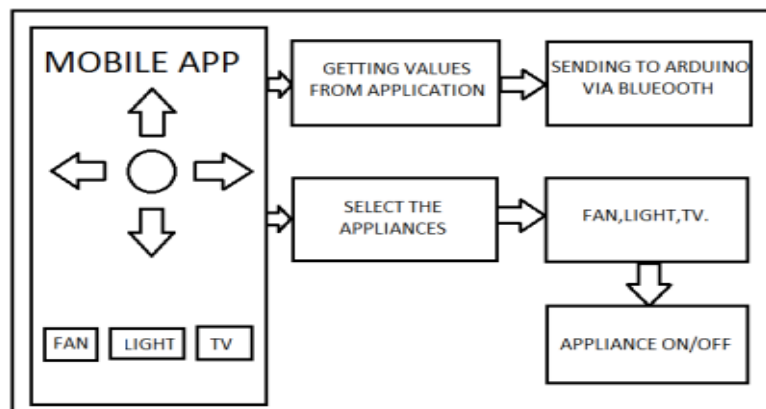 MOBILE APP
FAN
LIGHT
TV
GETTING VALUES
FROM APPLICATION
SENDING TO ARDUINO
VIA BLUEOOTH
SELECT THE
APPLIANCES
FAN,LIGHT,TV.
APPLIANCE ON/OFF